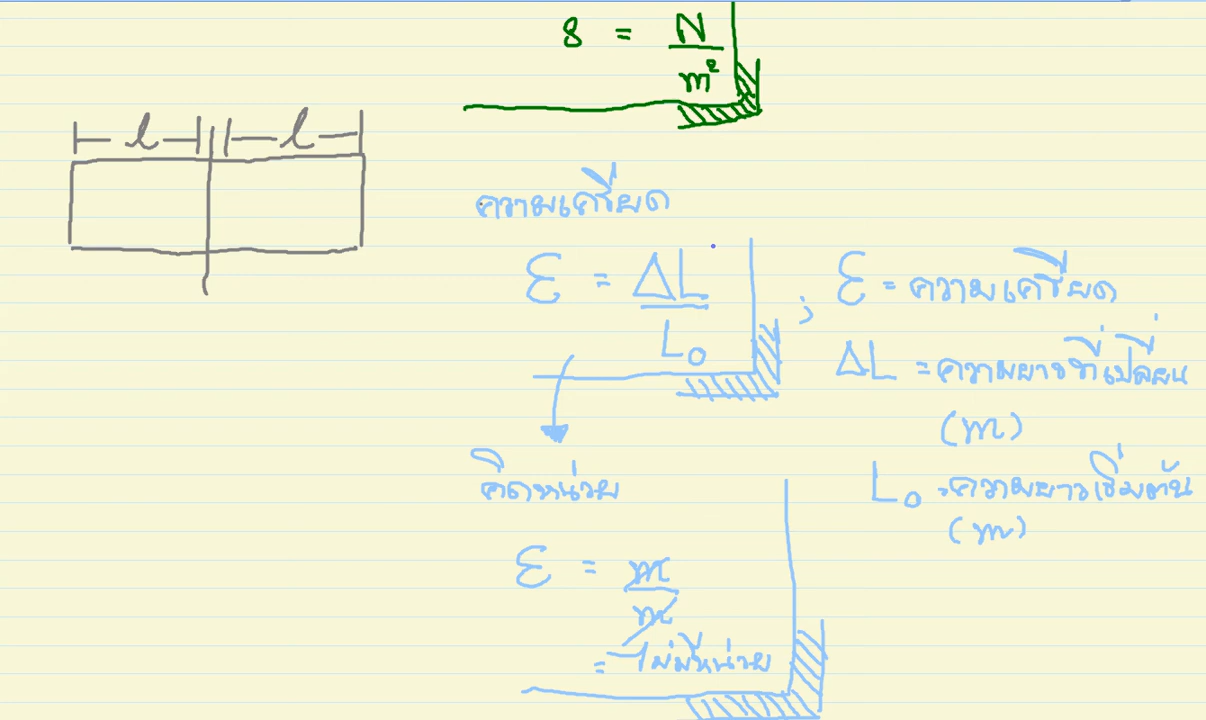 8 = N/m²
l l
ความเครียด
ε = ΔL/L₀ ; ε = ความเครียด
ΔL = ความยาวที่เปลี่ยน
(m)
L₀ = ความยาวเริ่มต้น
(m)
คิดหน่วย
ε = m/m
= ไม่มีหน่วย